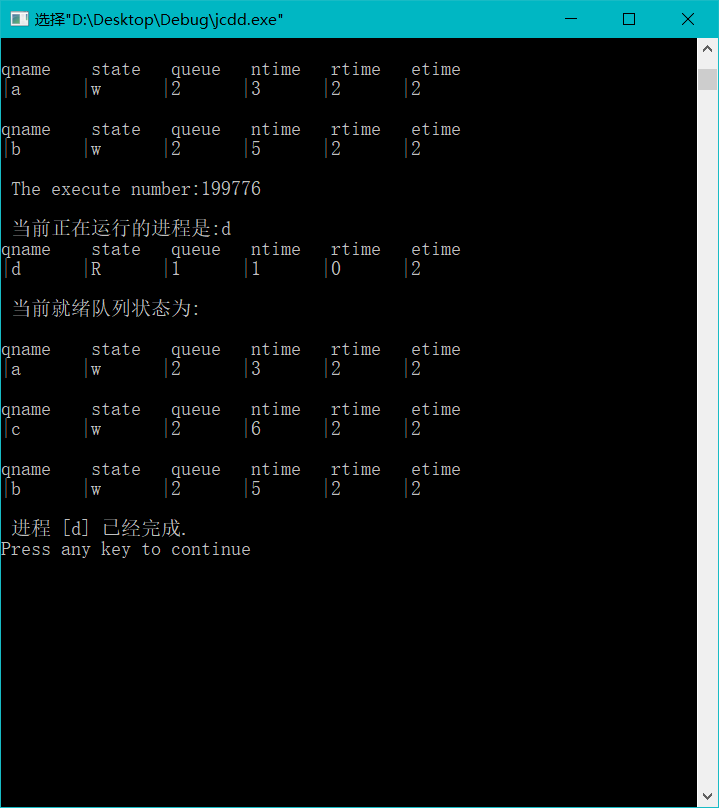 选择"D:\Desktop\Debug\jcdd.exe"
qname state queue ntime rtime etime
|a |w |2 |3 |2 |2
qname state queue ntime rtime etime
|b |w |2 |5 |2 |2
The execute number:199776
当前正在运行的进程是:d
qname state queue ntime rtime etime
|d |R |1 |1 |0 |2
当前就绪队列状态为:
qname state queue ntime rtime etime
|a |w |2 |3 |2 |2
qname state queue ntime rtime etime
|c |w |2 |6 |2 |2
qname state queue ntime rtime etime
|b |w |2 |5 |2 |2
进程 [d] 已经完成.
Press any key to continue